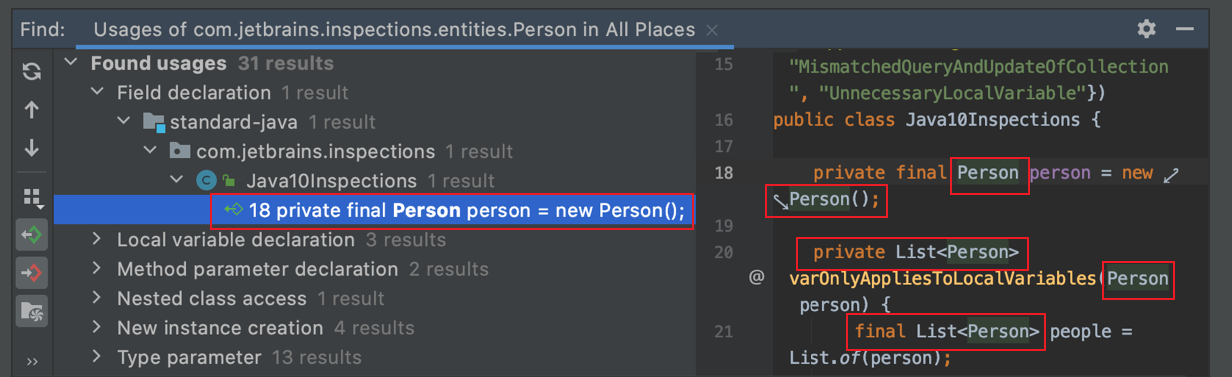 Find: Usages of com.jetbrains.inspections.entities.Person in All Places
Found usages 31 results
Field declaration 1 result
standard-java 1 result
com.jetbrains.inspections 1 result
Java10Inspections 1 result
18 private final Person person = new Person();
Local variable declaration 3 results
Method parameter declaration 2 results
Nested class access 1 result
New instance creation 4 results
Type parameter 13 results
15 "MismatchedQueryAndUpdateOfCollection
", "UnnecessaryLocalVariable"})
16 public class Java10Inspections {
17
18 private final Person person = new
Person();
19
20 private List<Person>
@ varOnlyAppliesToLocalVariables(Person
person) {
21 final List<Person> people =
List.of(person);